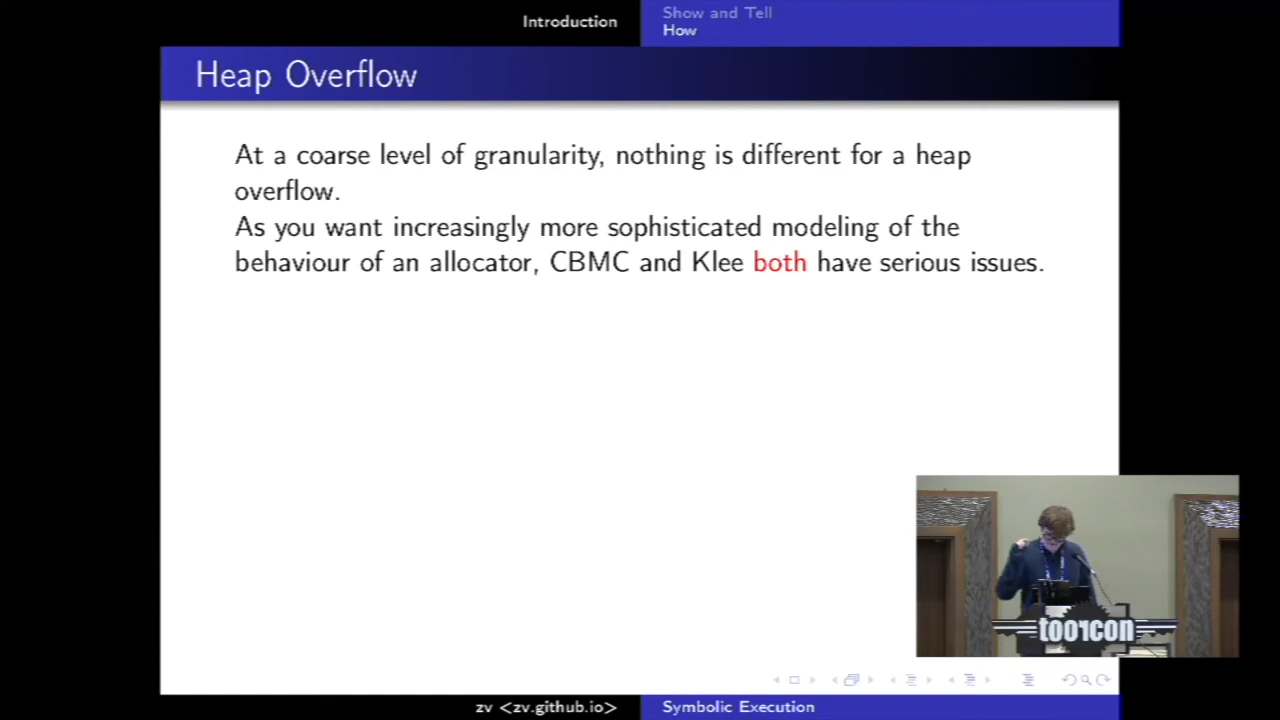 Introduction
Show and Tell
How
Heap Overflow
At a coarse level of granularity, nothing is different for a heap
overflow.
As you want increasingly more sophisticated modeling of the
behaviour of an allocator, CBMC and Klee both have serious issues.
toorcon
zv <zv.github.io>
Symbolic Execution